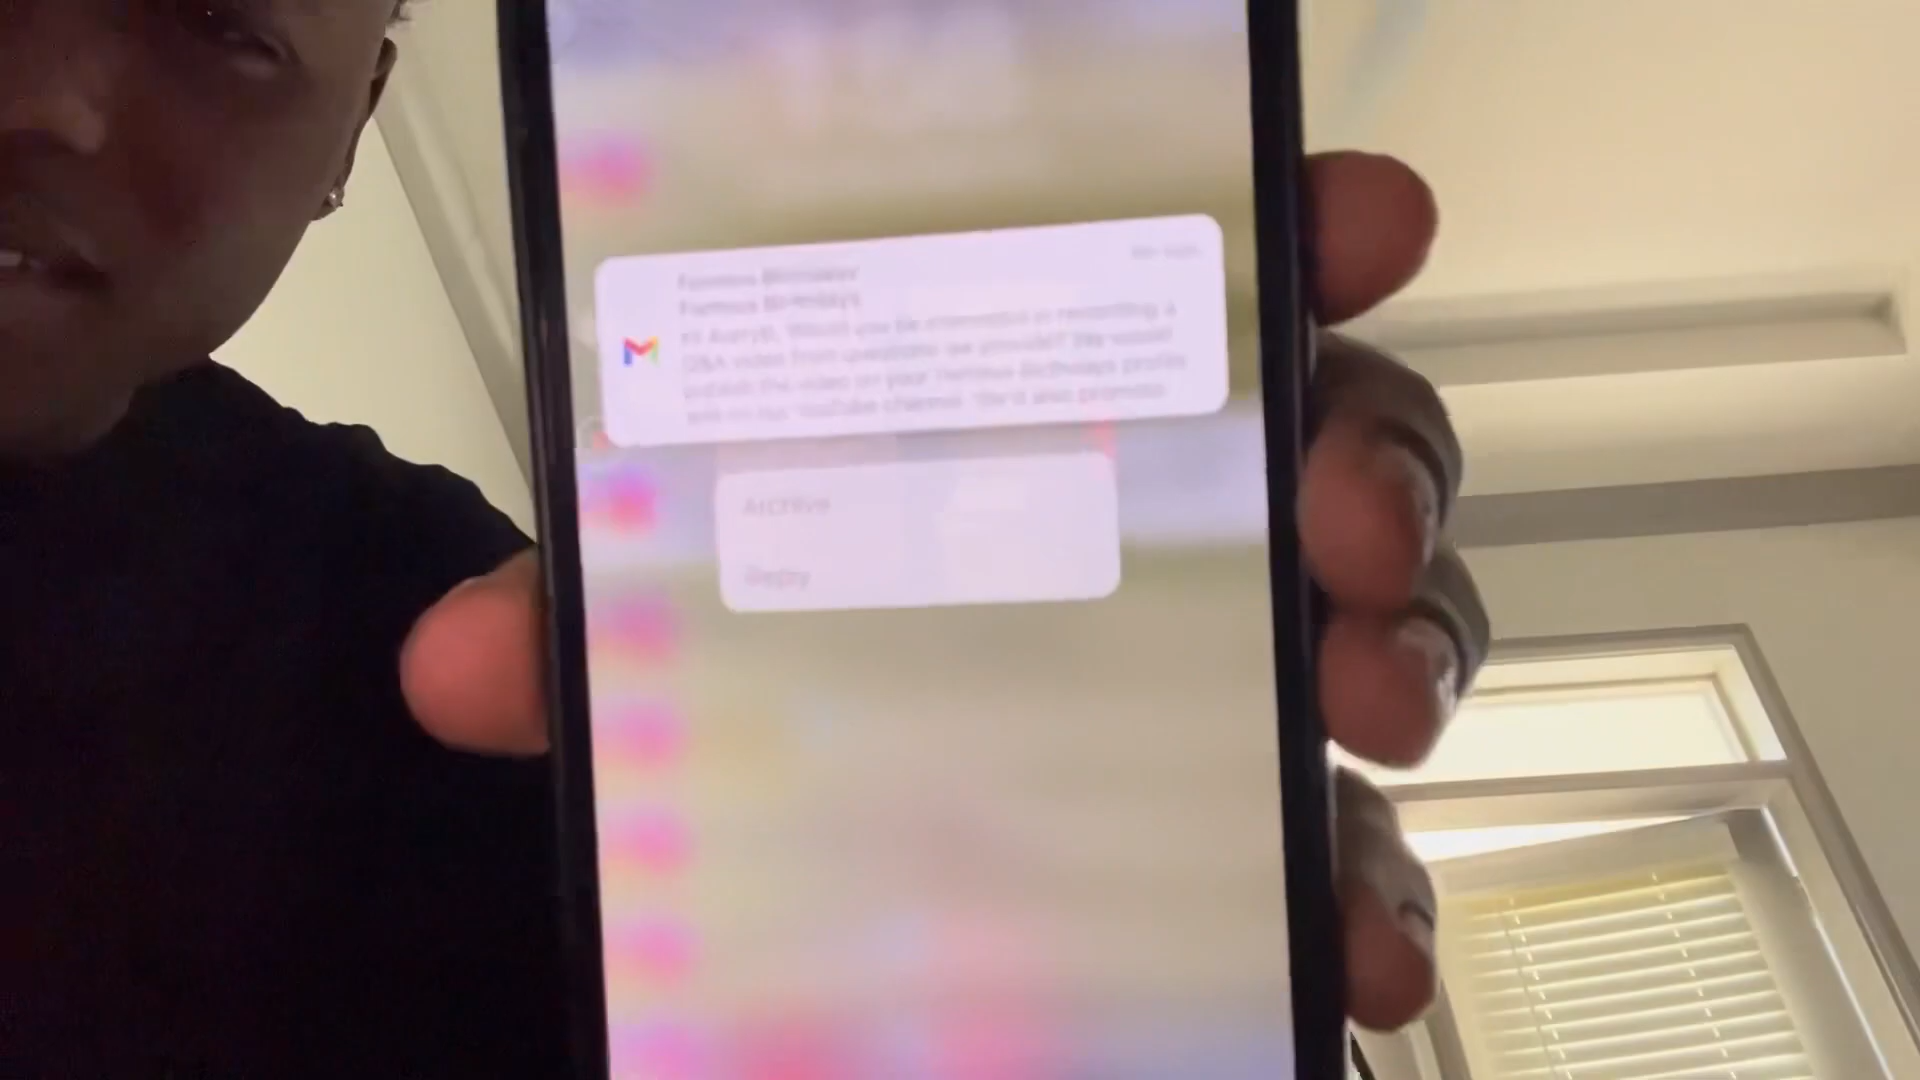 Famous Birthdays
Famous Birthdays
Hi Would you be interested in recording a
Q&A video from questions we provide? We would
publish the video on your Famous Birthdays profile
and on our YouTube channel. We'd also promote
Archive
Reply